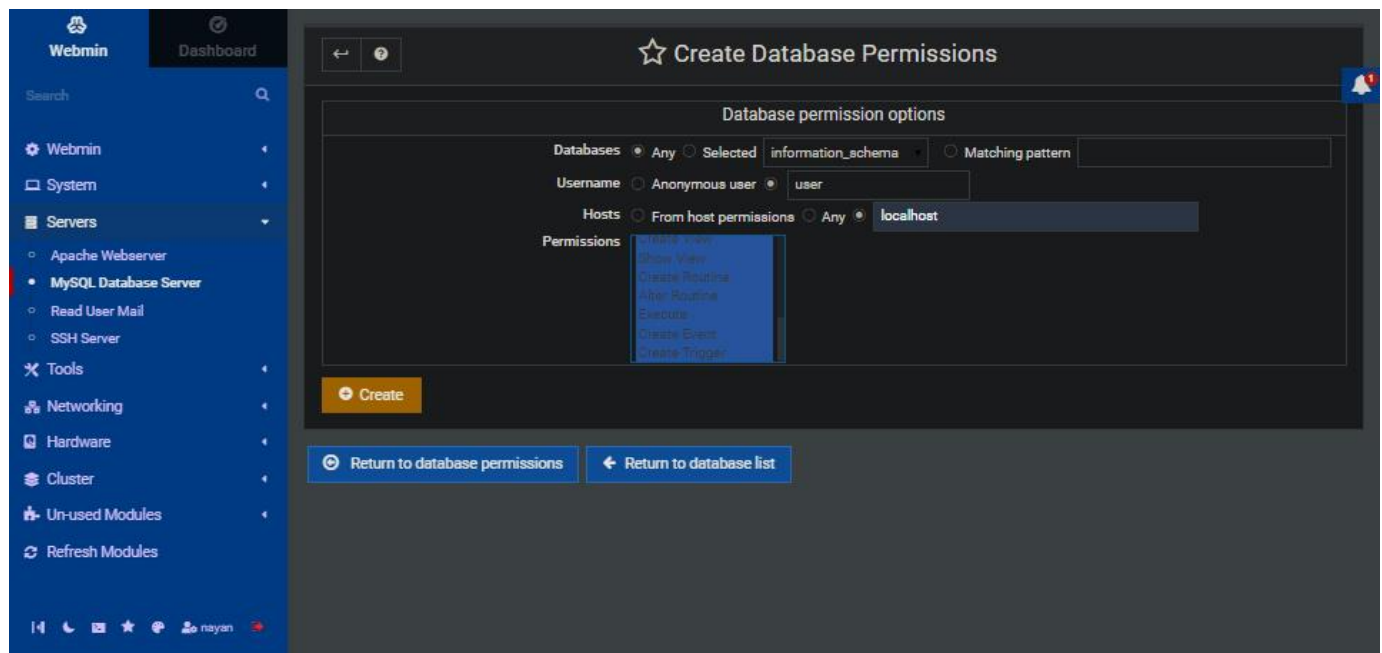 Webmin
Dashboard
Search
Webmin
System
Servers
Apache Webserver
MySQL Database Server
Read User Mail
SSH Server
Tools
Networking
Hardware
Cluster
Un-used Modules
Refresh Modules
nayan
Create Database Permissions
1
Database permission options
Databases Any Selected information_schema Matching pattern
Username Anonymous user user
Hosts From host permissions Any localhost
Permissions Create View
Show View
Create Routine
Alter Routine
Execute
Create Event
Create Trigger
Create
Return to database permissions Return to database list